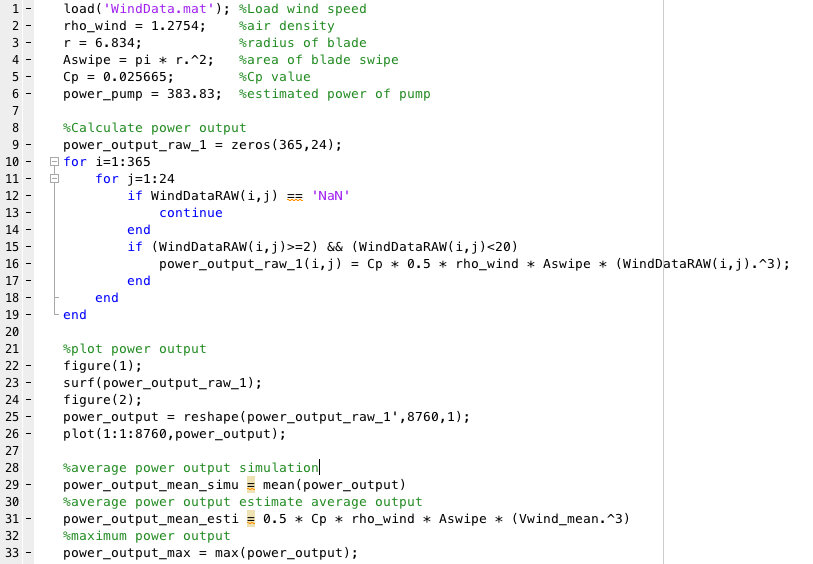 1 - load('WindData.mat'); %Load wind speed
2 - rho_wind = 1.2754;    %air density
3 - r = 6.834;            %radius of blade
4 - Aswipe = pi * r.^2;   %area of blade swipe
5 - Cp = 0.025665;        %Cp value
6 - power_pump = 383.83;  %estimated power of pump
7
8 %Calculate power output
9 - power_output_raw_1 = zeros(365,24);
10 - for i=1:365
11 -     for j=1:24
12 -         if WindDataRAW(i,j) == 'NaN'
13 -             continue
14 -         end
15 -         if (WindDataRAW(i,j)>=2) && (WindDataRAW(i,j)<20)
16 -             power_output_raw_1(i,j) = Cp * 0.5 * rho_wind * Aswipe * (WindDataRAW(i,j).^3);
17 -         end
18 -     end
19 - end
20
21 %plot power output
22 - figure(1);
23 - surf(power_output_raw_1);
24 - figure(2);
25 - power_output = reshape(power_output_raw_1',8760,1);
26 - plot(1:1:8760,power_output);
27
28 %average power output simulation
29 - power_output_mean_simu = mean(power_output)
30 %average power output estimate average output
31 - power_output_mean_esti = 0.5 * Cp * rho_wind * Aswipe * (Vwind_mean.^3)
32 %maximum power output
33 - power_output_max = max(power_output);